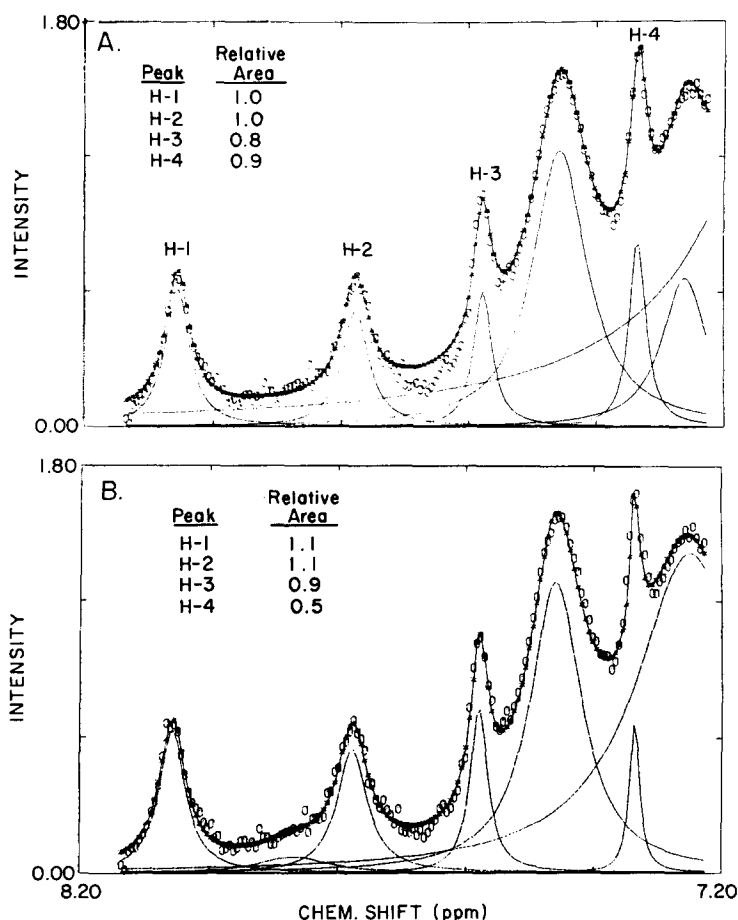 1.80
A.
Relative
Peak Area
H-1 1.0
H-2 1.0
H-3 0.8
H-4 0.9
H-1
H-2
H-3
H-4
INTENSITY
0.00
1.80
B.
Relative
Peak Area
H-1 1.1
H-2 1.1
H-3 0.9
H-4 0.5
INTENSITY
0.00
8.20 7.20
CHEM. SHIFT (ppm)
7.20